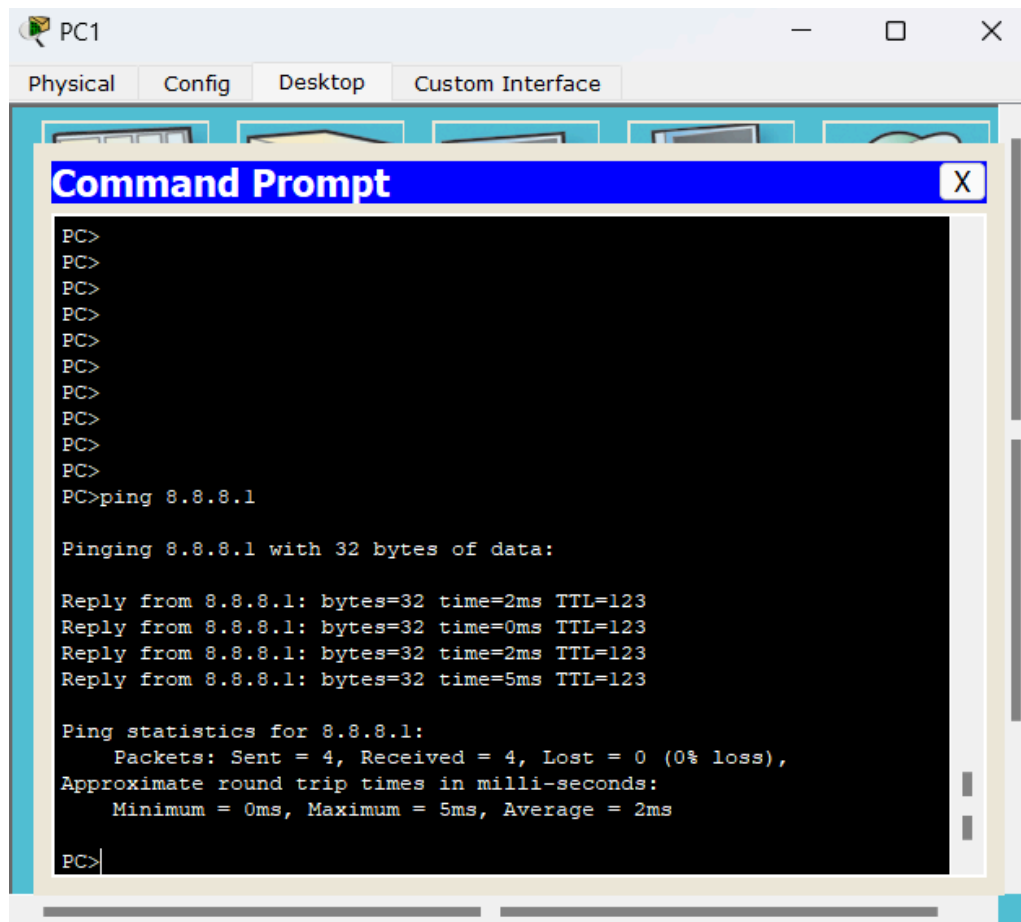 PC1
Physical Config Desktop Custom Interface
Command Prompt X
PC>
PC>
PC>
PC>
PC>
PC>
PC>
PC>
PC>
PC>
PC>ping 8.8.8.1
Pinging 8.8.8.1 with 32 bytes of data:
Reply from 8.8.8.1: bytes=32 time=2ms TTL=123
Reply from 8.8.8.1: bytes=32 time=0ms TTL=123
Reply from 8.8.8.1: bytes=32 time=2ms TTL=123
Reply from 8.8.8.1: bytes=32 time=5ms TTL=123
Ping statistics for 8.8.8.1:
Packets: Sent = 4, Received = 4, Lost = 0 (0% loss),
Approximate round trip times in milli-seconds:
Minimum = 0ms, Maximum = 5ms, Average = 2ms
PC>